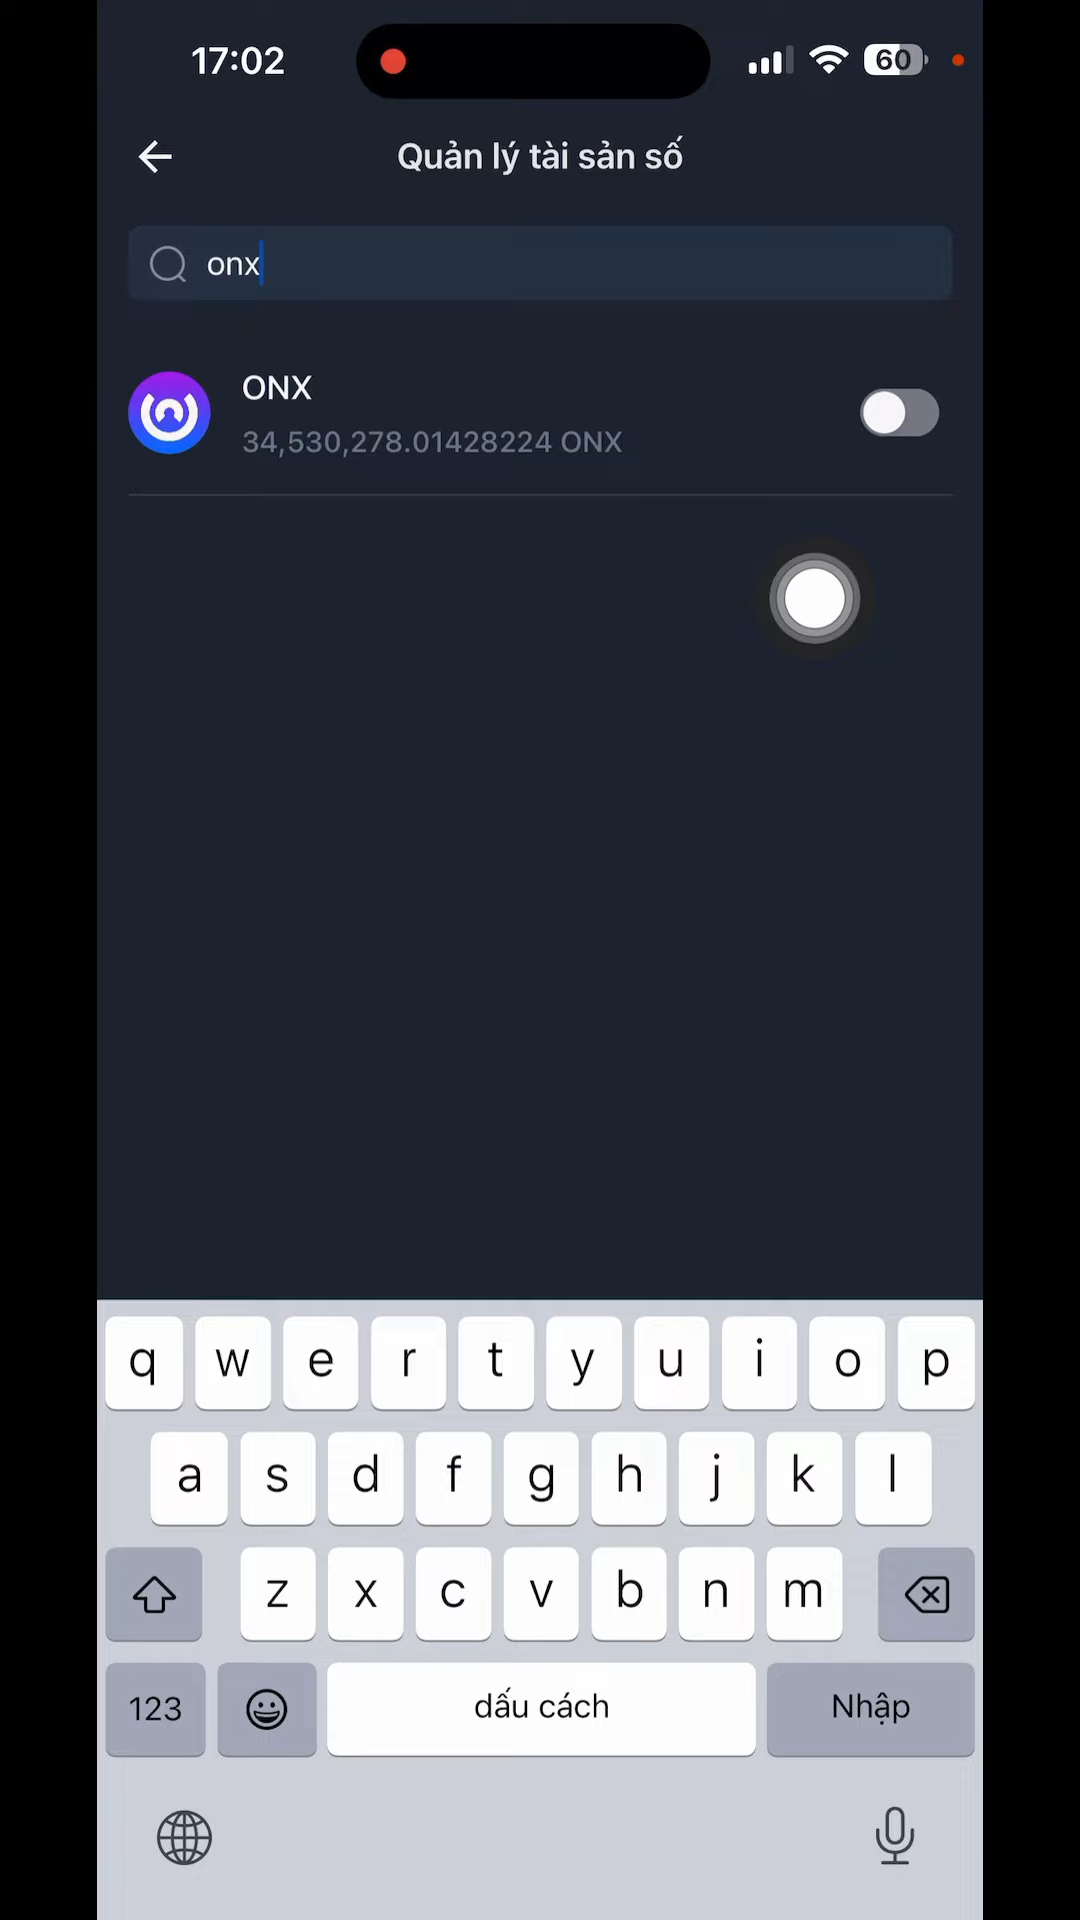 17:02
60
Quản lý tài sản số
onx
ONX
34,530,278.01428224 ONX
q w e r t y u i o p
a s d f g h j k l
z x c v b n m
123 dấu cách Nhập